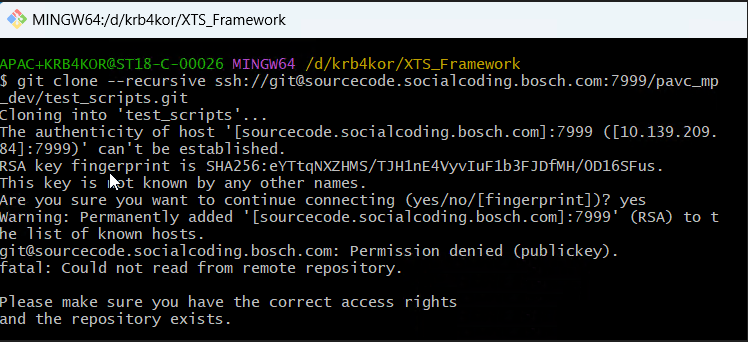 MINGW64:/d/krb4kor/XTS_Framework
APAC+KRB4KOR@ST18-C-00026 MINGW64 /d/krb4kor/XTS_Framework
$ git clone --recursive ssh://git@sourcecode.socialcoding.bosch.com:7999/pavc_mp
_dev/test_scripts.git
Cloning into 'test_scripts'...
The authenticity of host '[sourcecode.socialcoding.bosch.com]:7999 ([10.139.209.
84]:7999)' can't be established.
RSA key fingerprint is SHA256:eYTtqNXZHMS/TJH1nE4VyvIuF1b3FJDfMH/OD16SFus.
This key is not known by any other names.
Are you sure you want to continue connecting (yes/no/[fingerprint])? yes
Warning: Permanently added '[sourcecode.socialcoding.bosch.com]:7999' (RSA) to t
he list of known hosts.
git@sourcecode.socialcoding.bosch.com: Permission denied (publickey).
fatal: Could not read from remote repository.
Please make sure you have the correct access rights
and the repository exists.